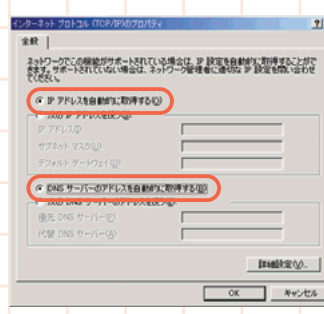 インターネット プロトコル (TCP/IP)のプロパティ
全般
ネットワークでこの機能がサポートされている場合は、IP 設定を自動的に取得することがで
きます。サポートされていない場合は、ネットワーク管理者に適切な IP 設定を問い合わせ
てください。
IP アドレスを自動的に取得する(O)
次の IP アドレスを使う(S):
IP アドレス(I):
サブネット マスク(U):
デフォルト ゲートウェイ(D):
DNS サーバーのアドレスを自動的に取得する(B)
次の DNS サーバーのアドレスを使う(E):
優先 DNS サーバー(P):
代替 DNS サーバー(A):
詳細設定(V)...
OK
キャンセル